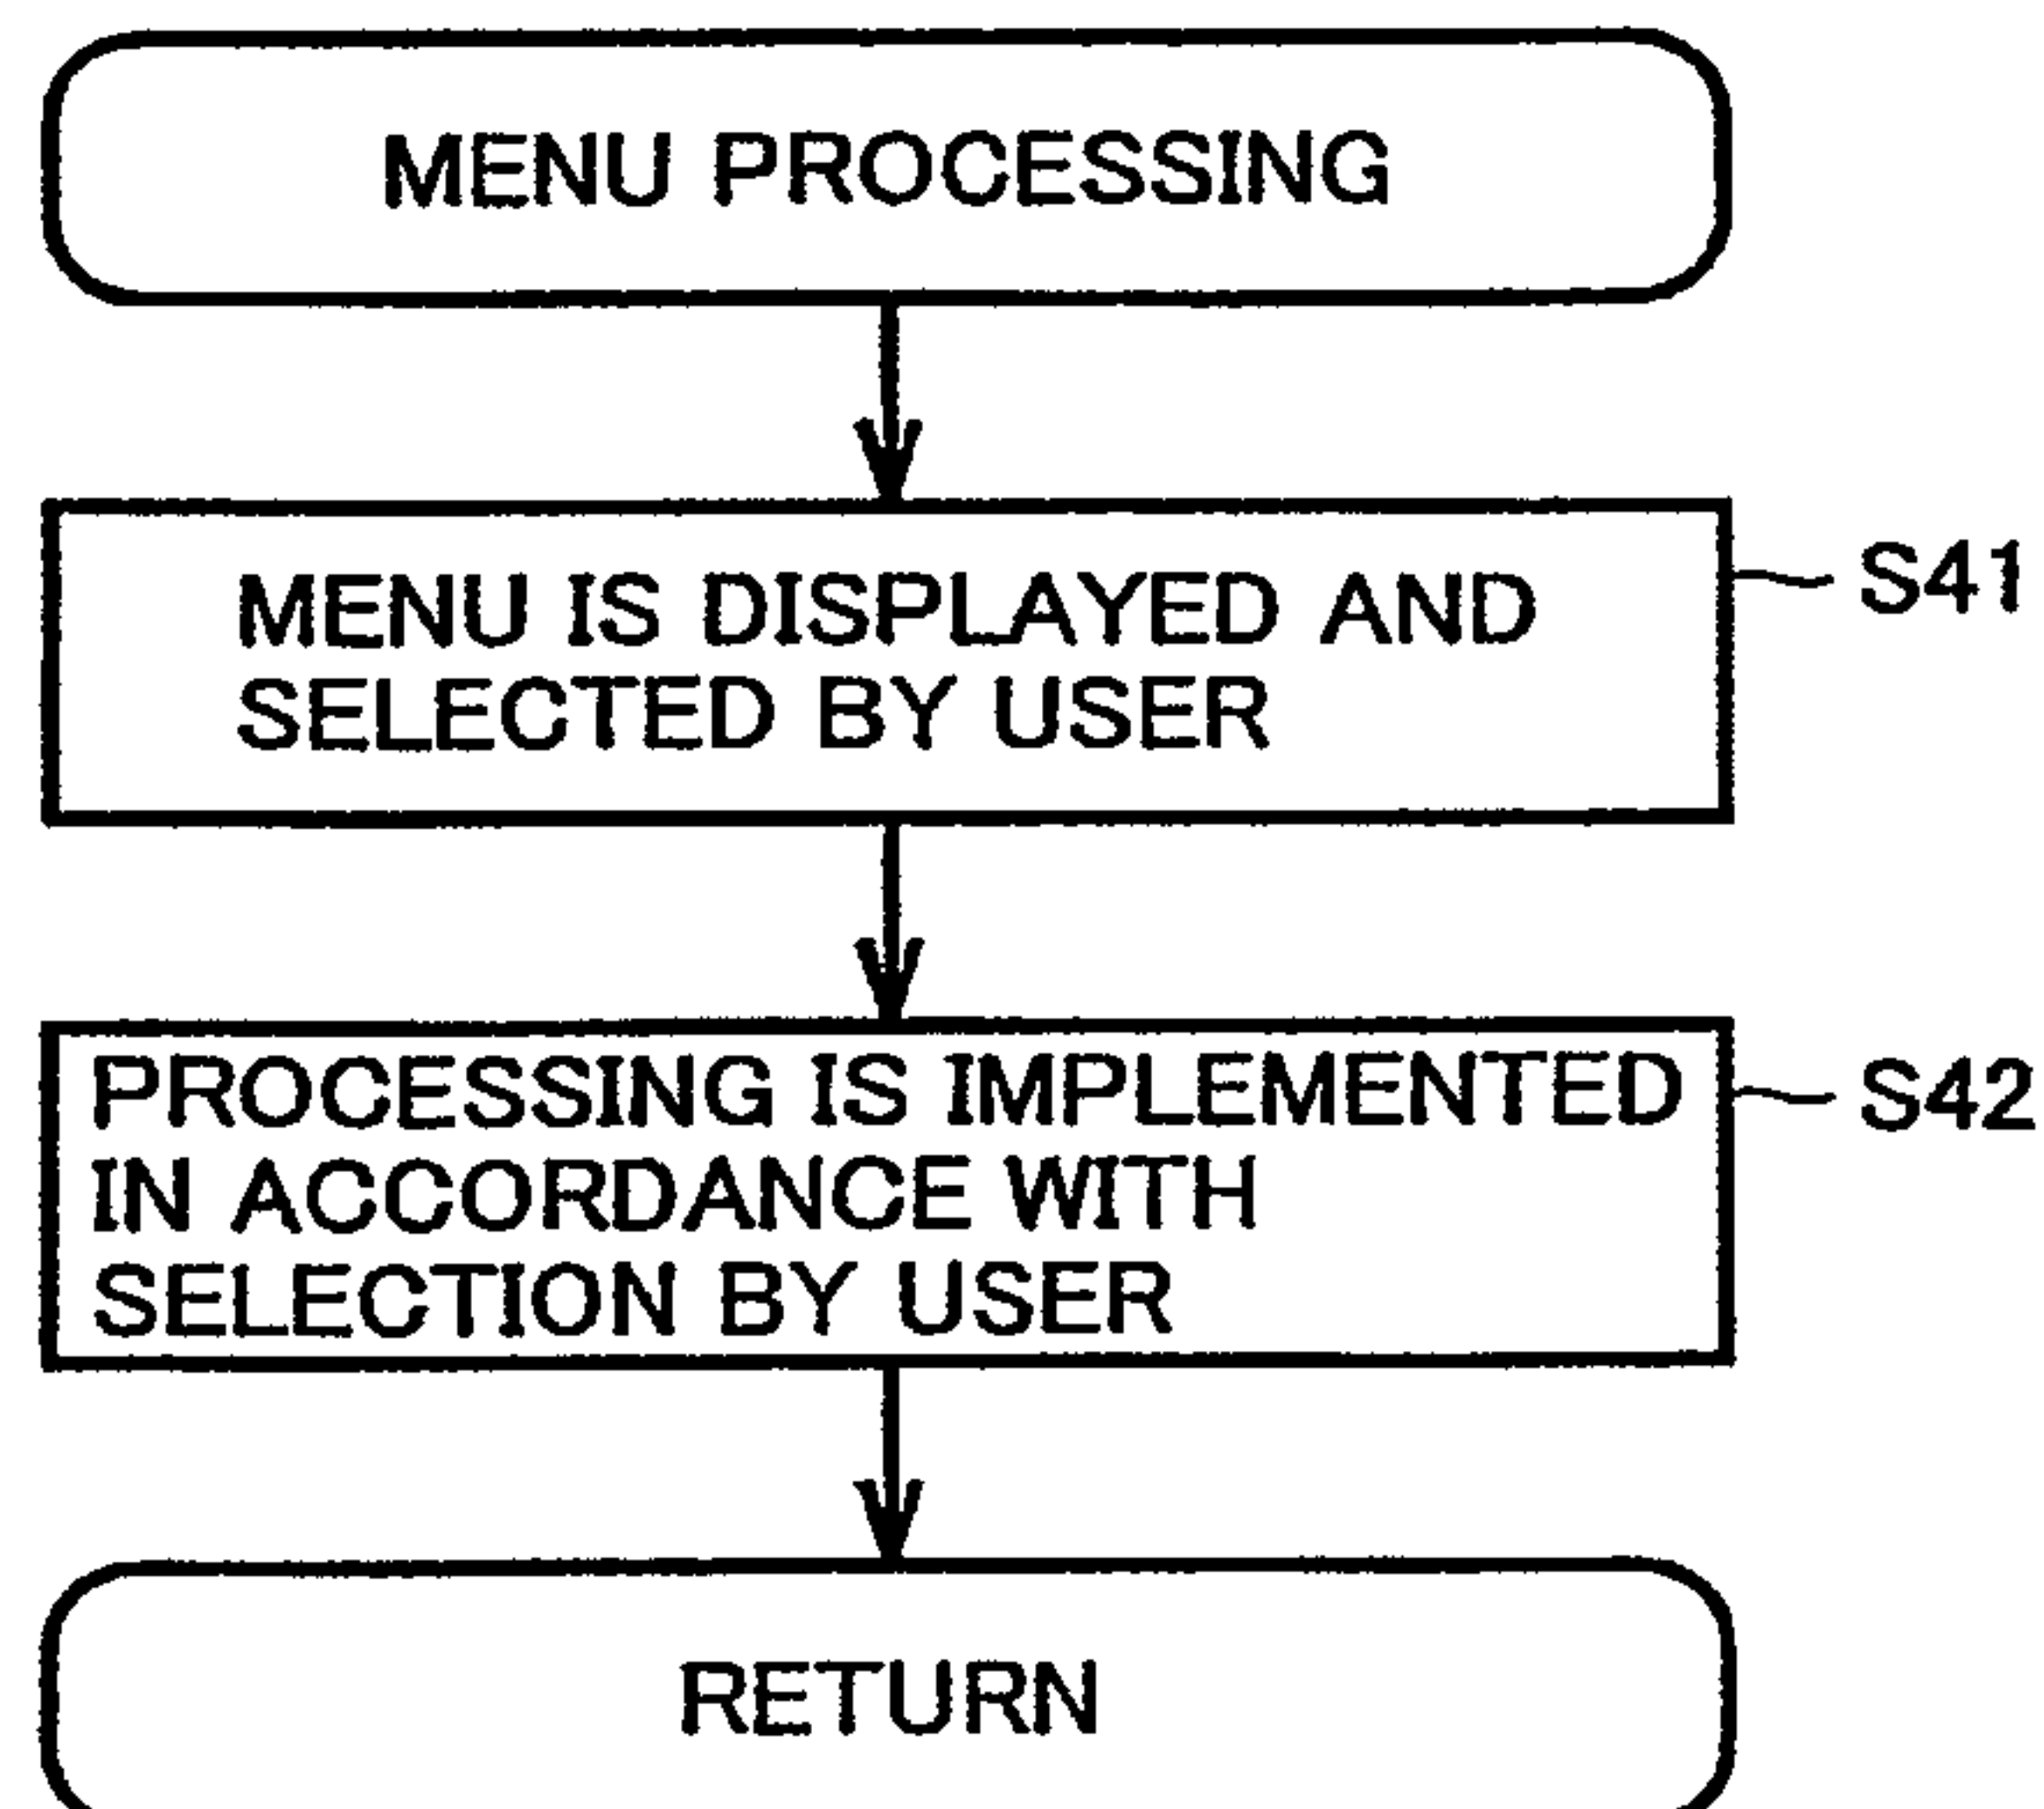 MENU PROCESSING
MENU IS DISPLAYED AND
SELECTED BY USER
S41
PROCESSING IS IMPLEMENTED
IN ACCORDANCE WITH
SELECTION BY USER
S42
RETURN